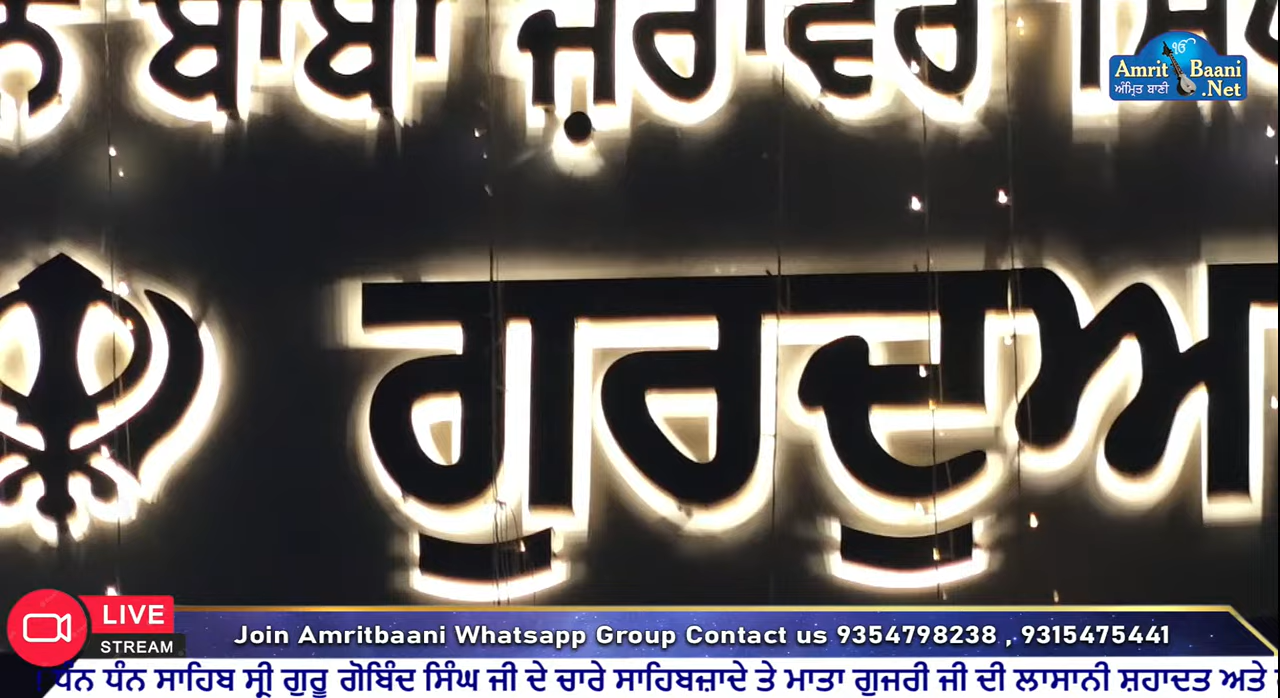 ਬਾਬਾ ਜ਼ੋਰਾਵਰ
Amrit Baani
ਅੰਮ੍ਰਿਤ ਬਾਣੀ .Net
ਗੁਰਦੁਆ
LIVE
STREAM
Join Amritbaani Whatsapp Group Contact us 9354798238 , 9315475441
ਧੰਨ ਧੰਨ ਸਾਹਿਬ ਸ੍ਰੀ ਗੁਰੂ ਗੋਬਿੰਦ ਸਿੰਘ ਜੀ ਦੇ ਚਾਰੇ ਸਾਹਿਬਜ਼ਾਦੇ ਤੇ ਮਾਤਾ ਗੁਜਰੀ ਜੀ ਦੀ ਲਾਸਾਨੀ ਸ਼ਹਾਦਤ ਅਤੇ